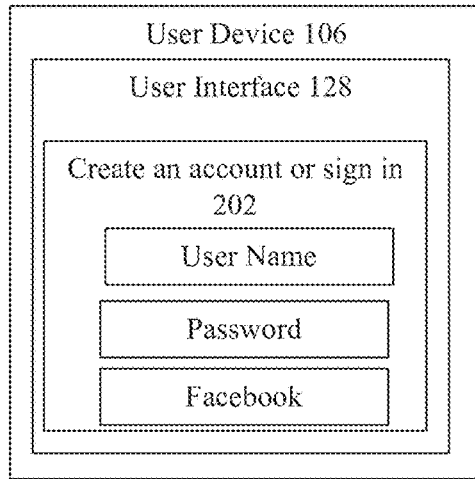 User Device 106
User Interface 128
Create an account or sign in
202
User Name
Password
Facebook